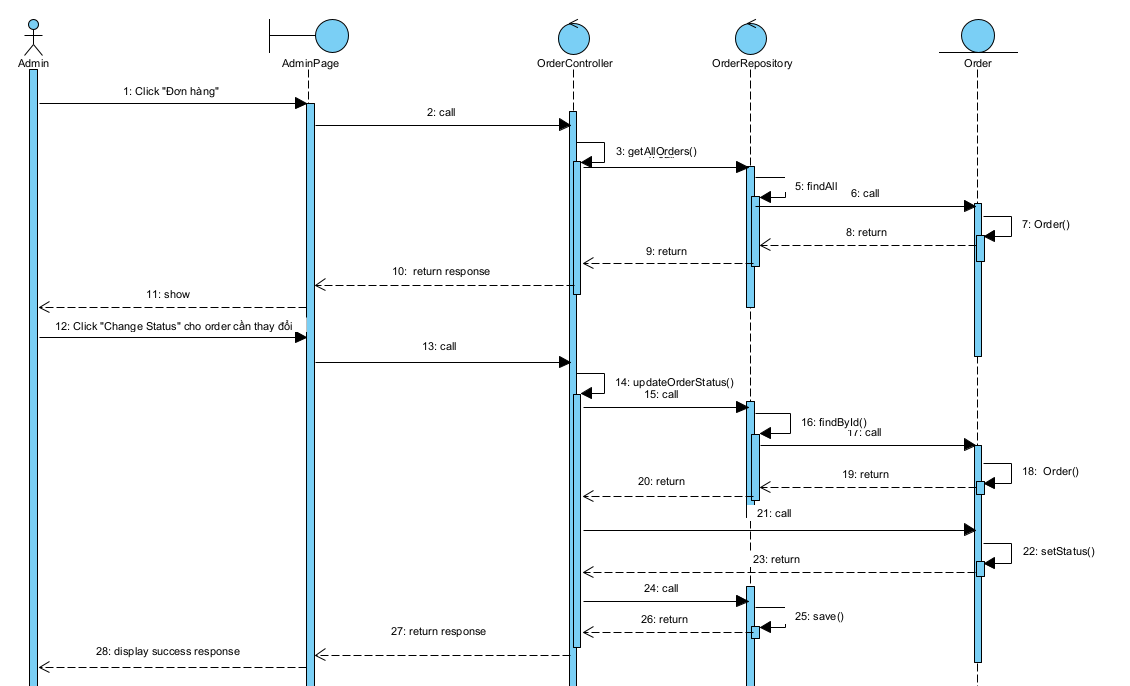 Admin
AdminPage
OrderController
OrderRepository
Order
1: Click "Đơn hàng"
2: call
3: getAllOrders()
5: findAll
6: call
7: Order()
8: return
9: return
10:  return response
11: show
12: Click "Change Status" cho order cần thay đổi
13: call
14: updateOrderStatus()
15: call
16: findById()
17: call
18:  Order()
19: return
20: return
21: call
22: setStatus()
23: return
24: call
25: save()
26: return
27: return response
28: display success response